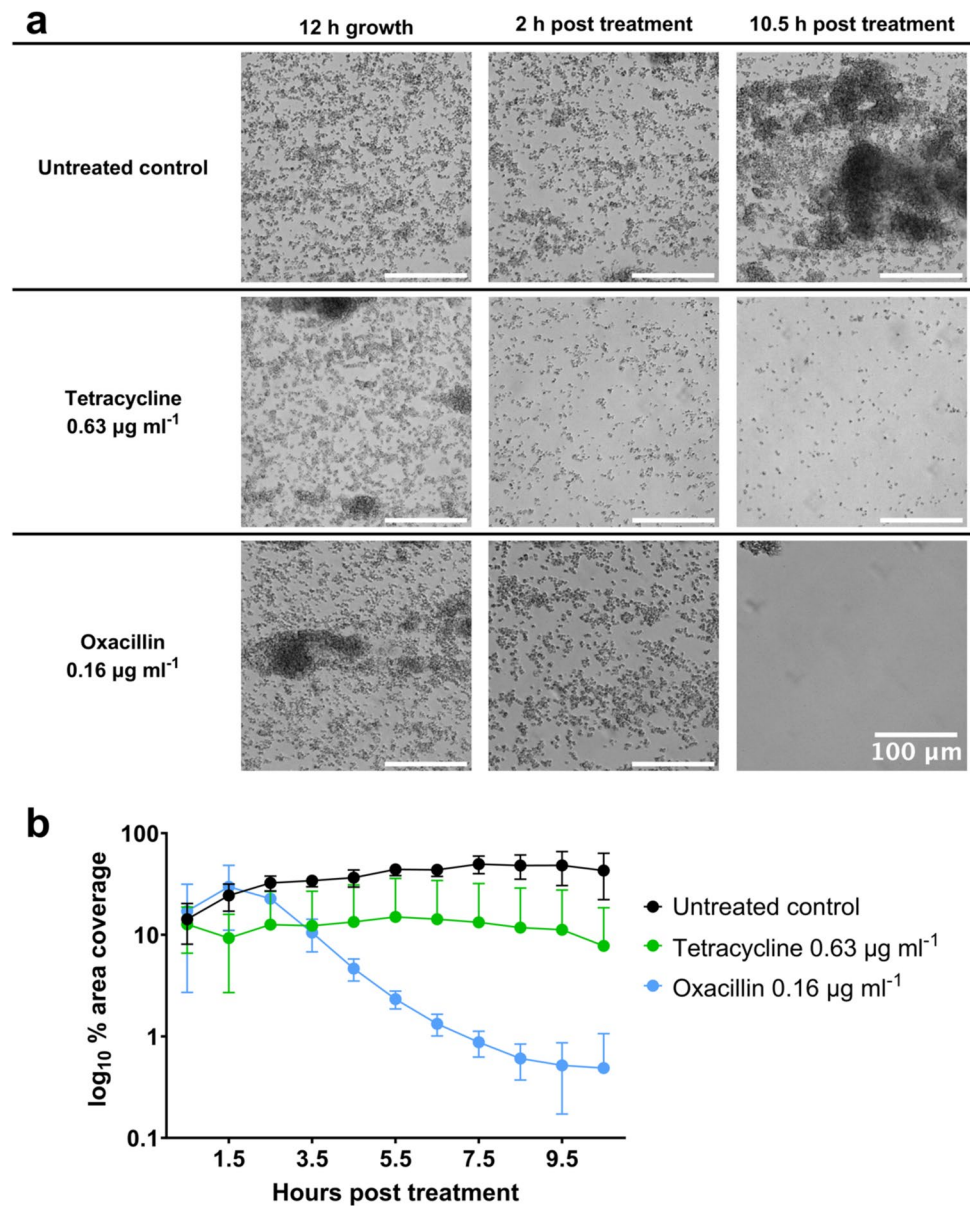 a
12 h growth
2 h post treatment
10.5 h post treatment
Untreated control
Tetracycline
0.63 µg ml⁻¹
Oxacillin
0.16 µg ml⁻¹
100 µm
b
log₁₀ % area coverage
100
10
1
0.1
1.5 3.5 5.5 7.5 9.5
Hours post treatment
Untreated control
Tetracycline 0.63 µg ml⁻¹
Oxacillin 0.16 µg ml⁻¹